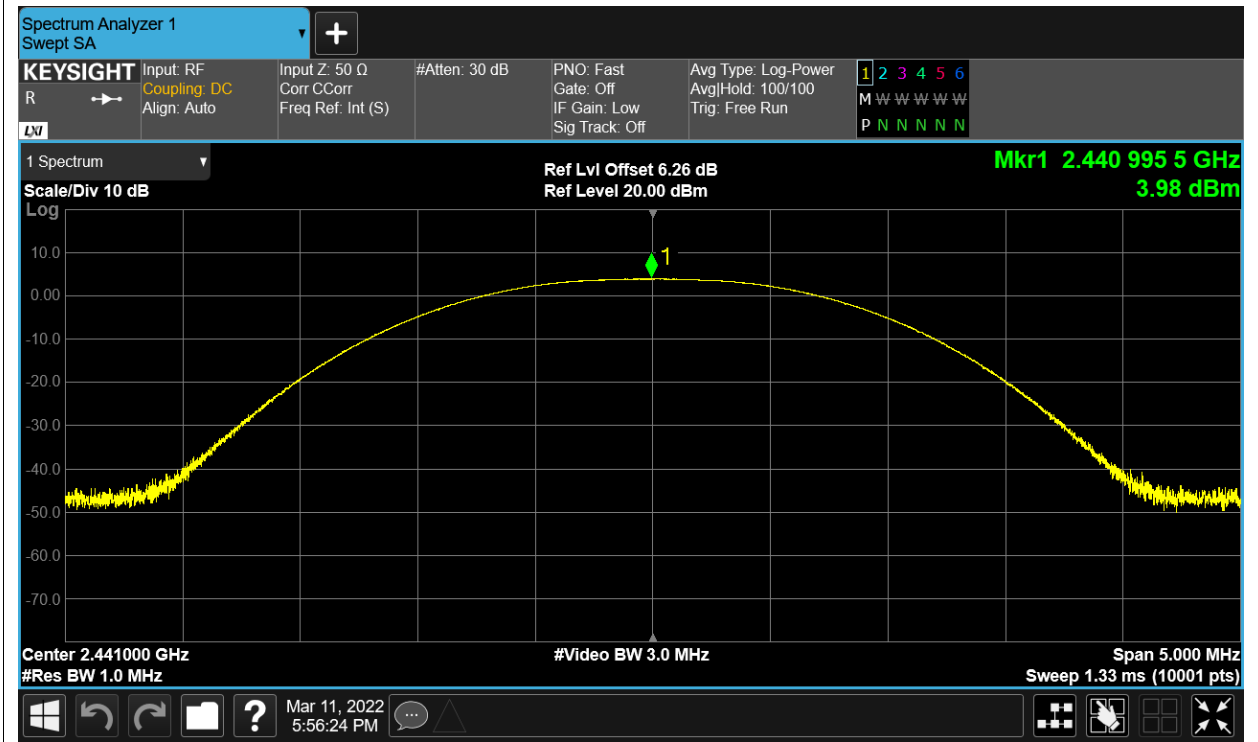 Spectrum Analyzer 1
Swept SA
+
KEYSIGHT
R
LXI
Input: RF
Coupling: DC
Align: Auto
Input Z: 50 Ω
Corr CCorr
Freq Ref: Int (S)
#Atten: 30 dB
PNO: Fast
Gate: Off
IF Gain: Low
Sig Track: Off
Avg Type: Log-Power
Avg|Hold: 100/100
Trig: Free Run
1 2 3 4 5 6
M W W W W W W
P N N N N N N
1 Spectrum
Scale/Div 10 dB
Log
Ref Lvl Offset 6.26 dB
Ref Level 20.00 dBm
Mkr1 2.440 995 5 GHz
3.98 dBm
1
10.0
0.00
-10.0
-20.0
-30.0
-40.0
-50.0
-60.0
-70.0
Center 2.441000 GHz
#Res BW 1.0 MHz
#Video BW 3.0 MHz
Span 5.000 MHz
Sweep 1.33 ms (10001 pts)
?
Mar 11, 2022
5:56:24 PM